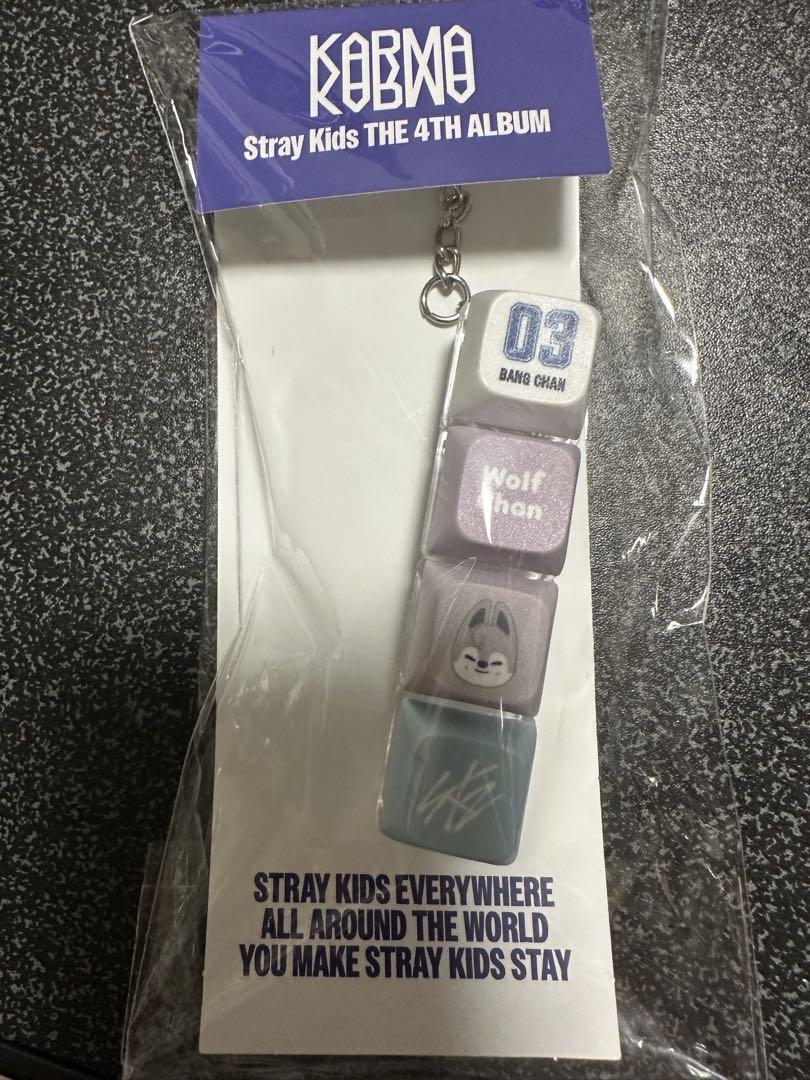 KARMA
Stray Kids THE 4TH ALBUM
03
BANG CHAN
Wolf
Chan
SKZ
STRAY KIDS EVERYWHERE
ALL AROUND THE WORLD
YOU MAKE STRAY KIDS STAY